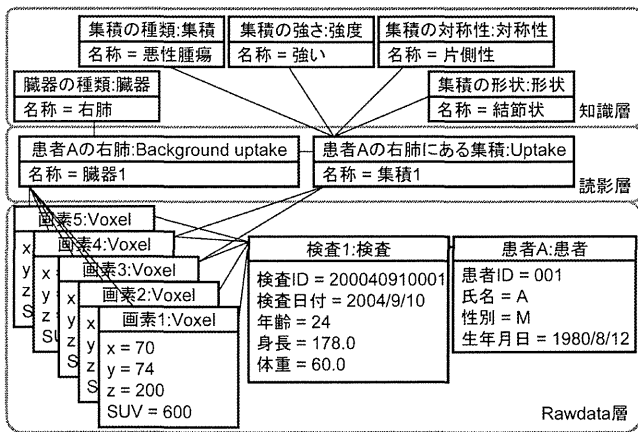 集積の種類:集積
名称 = 悪性腫瘍
集積の強さ:強度
名称 = 強い
集積の対称性:対称性
名称 = 片側性
臓器の種類:臓器
名称 = 右肺
集積の形状:形状
名称 = 結節状
知識層
患者Aの右肺:Background uptake
名称 = 臓器1
患者Aの右肺にある集積:Uptake
名称 = 集積1
読影層
画素5:Voxel
x
y
z
SU
画素4:Voxel
x
y
z
S
画素3:Voxel
x
y
z
S
画素2:Voxel
x
y
z
S
画素1:Voxel
x = 70
y = 74
z = 200
SUV = 600
検査1:検査
検査ID = 200040910001
検査日付 = 2004/9/10
年齢 = 24
身長 = 178.0
体重 = 60.0
患者A:患者
患者ID = 001
氏名 = A
性別 = M
生年月日 = 1980/8/12
Rawdata層